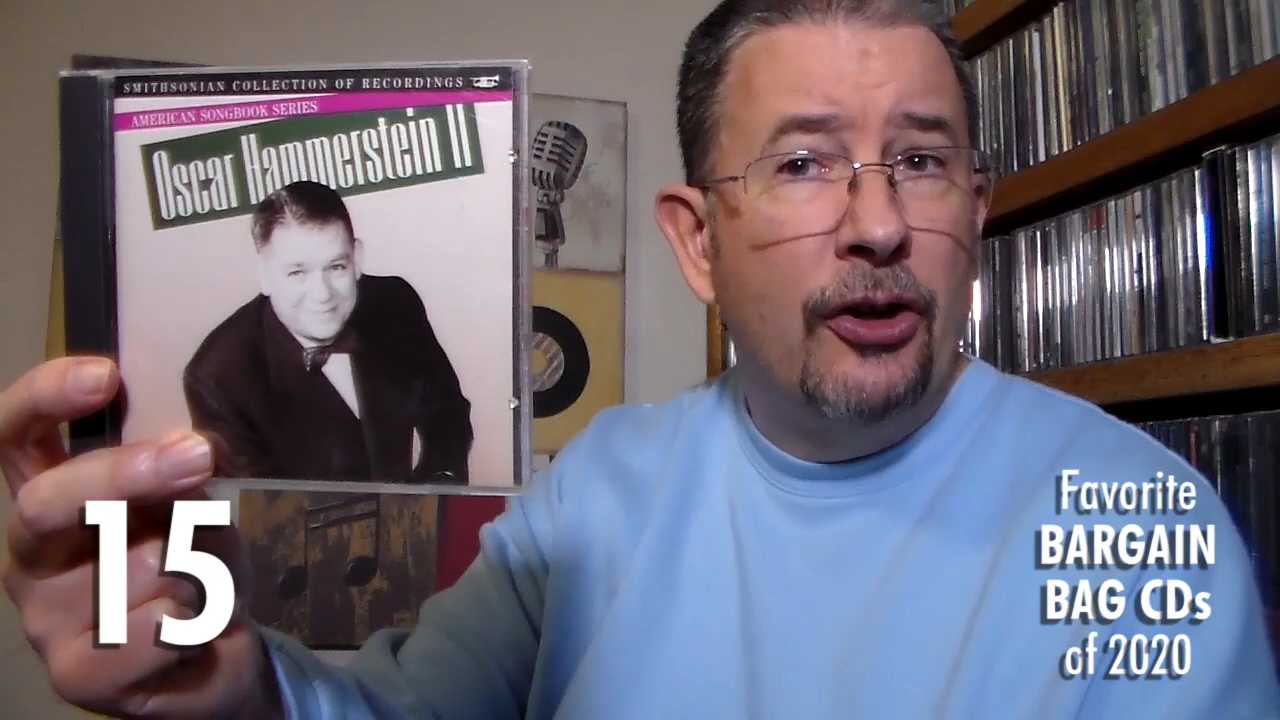 SMITHSONIAN COLLECTION OF RECORDINGS
AMERICAN SONGBOOK SERIES
Oscar Hammerstein II
15
Favorite
BARGAIN
BAG CDs
of 2020